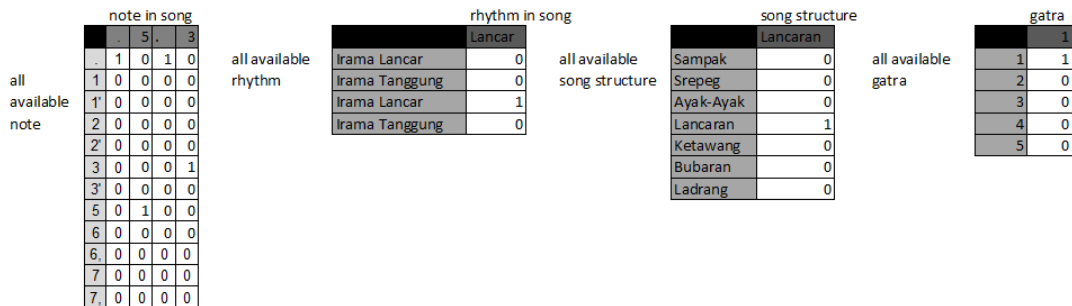 note in song rhythm in song song structure gatra
. 5 . 3 Lancar Lancaran 1
. 1 0 1 0 all available Irama Lancar 0 all available Sampak 0 all available 1 1
all 1 0 0 0 0 rhythm Irama Tanggung 0 song structure Srepeg 0 gatra 2 0
available 1' 0 0 0 0 Irama Lancar 1 Ayak-Ayak 0 3 0
note 2 0 0 0 0 Irama Tanggung 0 Lancaran 1 4 0
2' 0 0 0 0 Ketawang 0 5 0
3 0 0 0 1 Bubaran 0
3' 0 0 0 0 Ladrang 0
5 0 1 0 0
6 0 0 0 0
6, 0 0 0 0
7 0 0 0 0
7, 0 0 0 0